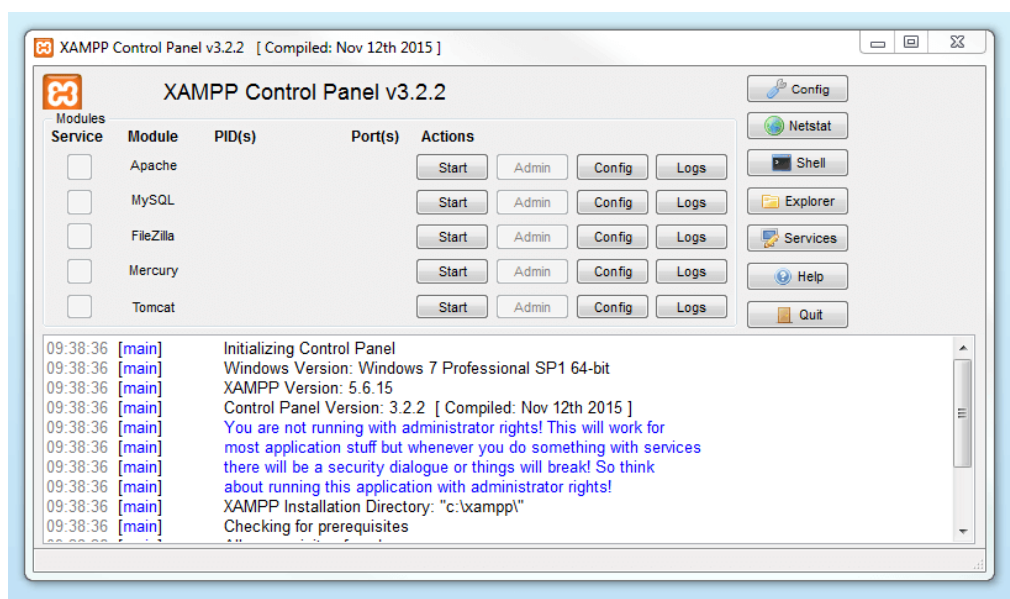 XAMPP Control Panel v3.2.2 [ Compiled: Nov 12th 2015 ]
XAMPP Control Panel v3.2.2
Config
Modules
Netstat
Service Module PID(s) Port(s) Actions
Apache Start Admin Config Logs
Shell
MySQL Start Admin Config Logs
Explorer
FileZilla Start Admin Config Logs
Services
Mercury Start Admin Config Logs
Help
Tomcat Start Admin Config Logs
Quit
09:38:36 [main] Initializing Control Panel
09:38:36 [main] Windows Version: Windows 7 Professional SP1 64-bit
09:38:36 [main] XAMPP Version: 5.6.15
09:38:36 [main] Control Panel Version: 3.2.2 [ Compiled: Nov 12th 2015 ]
09:38:36 [main] You are not running with administrator rights! This will work for
09:38:36 [main] most application stuff but whenever you do something with services
09:38:36 [main] there will be a security dialogue or things will break! So think
09:38:36 [main] about running this application with administrator rights!
09:38:36 [main] XAMPP Installation Directory: "c:\xampp\"
09:38:36 [main] Checking for prerequisites